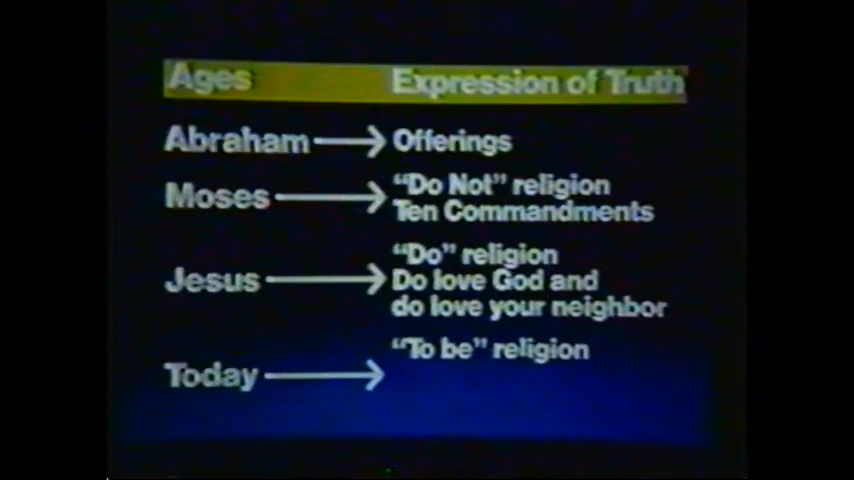 Ages Expression of Truth
Abraham → Offerings
Moses → “Do Not” religion
Ten Commandments
“Do” religion
Jesus → Do love God and
do love your neighbor
“To be” religion
Today →